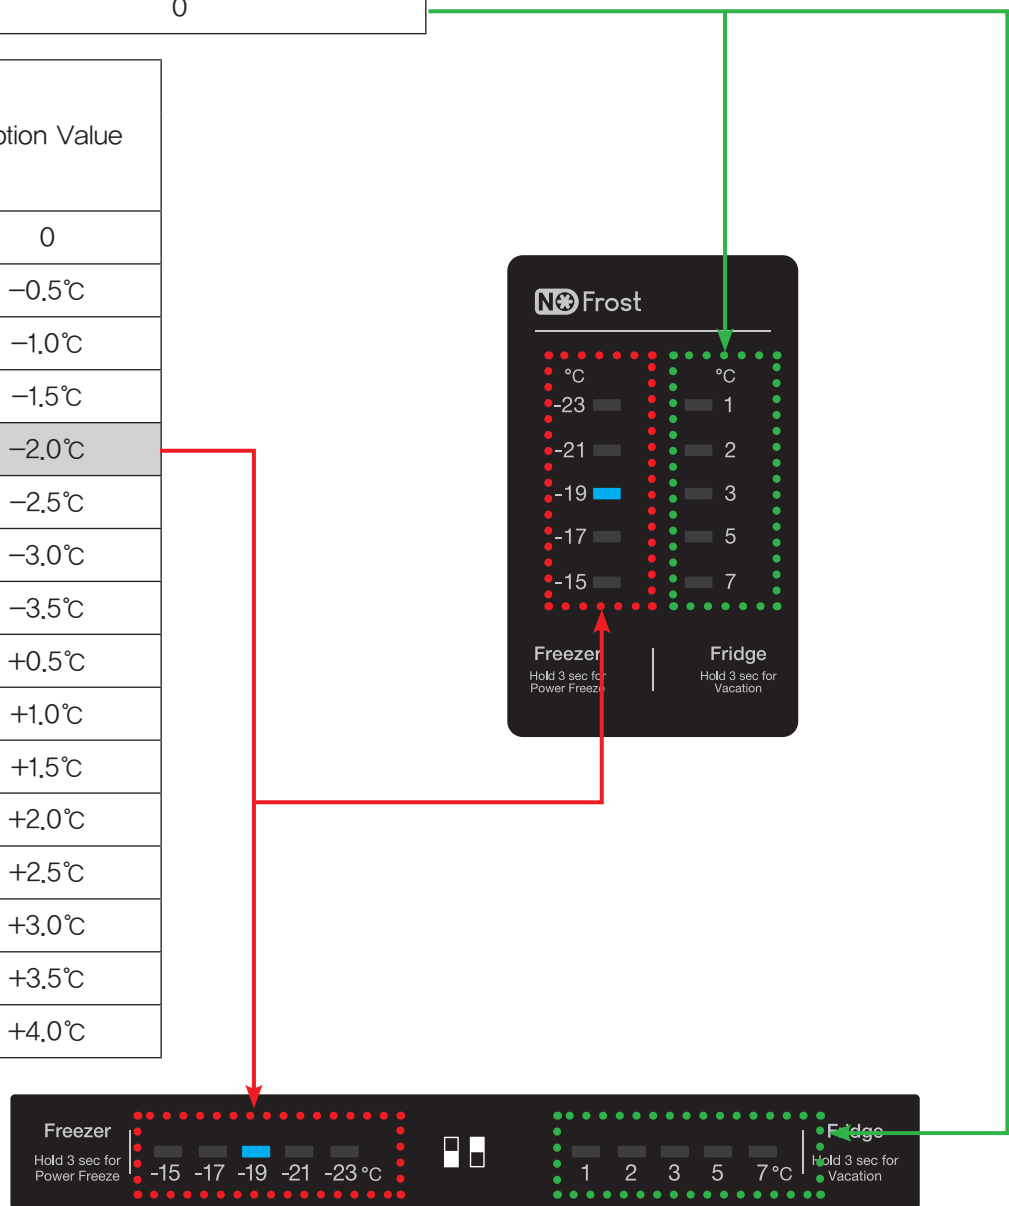 0
ption Value
0
−0.5℃
−1.0℃
−1.5℃
−2.0℃
−2.5℃
−3.0℃
−3.5℃
+0.5℃
+1.0℃
+1.5℃
+2.0℃
+2.5℃
+3.0℃
+3.5℃
+4.0℃
NO Frost
°C °C
-23 1
-21 2
-19 3
-17 5
-15 7
Freezer
Hold 3 sec for
Power Freeze
Fridge
Hold 3 sec for
Vacation
Freezer
Hold 3 sec for
Power Freeze
-15 -17 -19 -21 -23 °C
1 2 3 5 7 °C
Fridge
Hold 3 sec for
Vacation